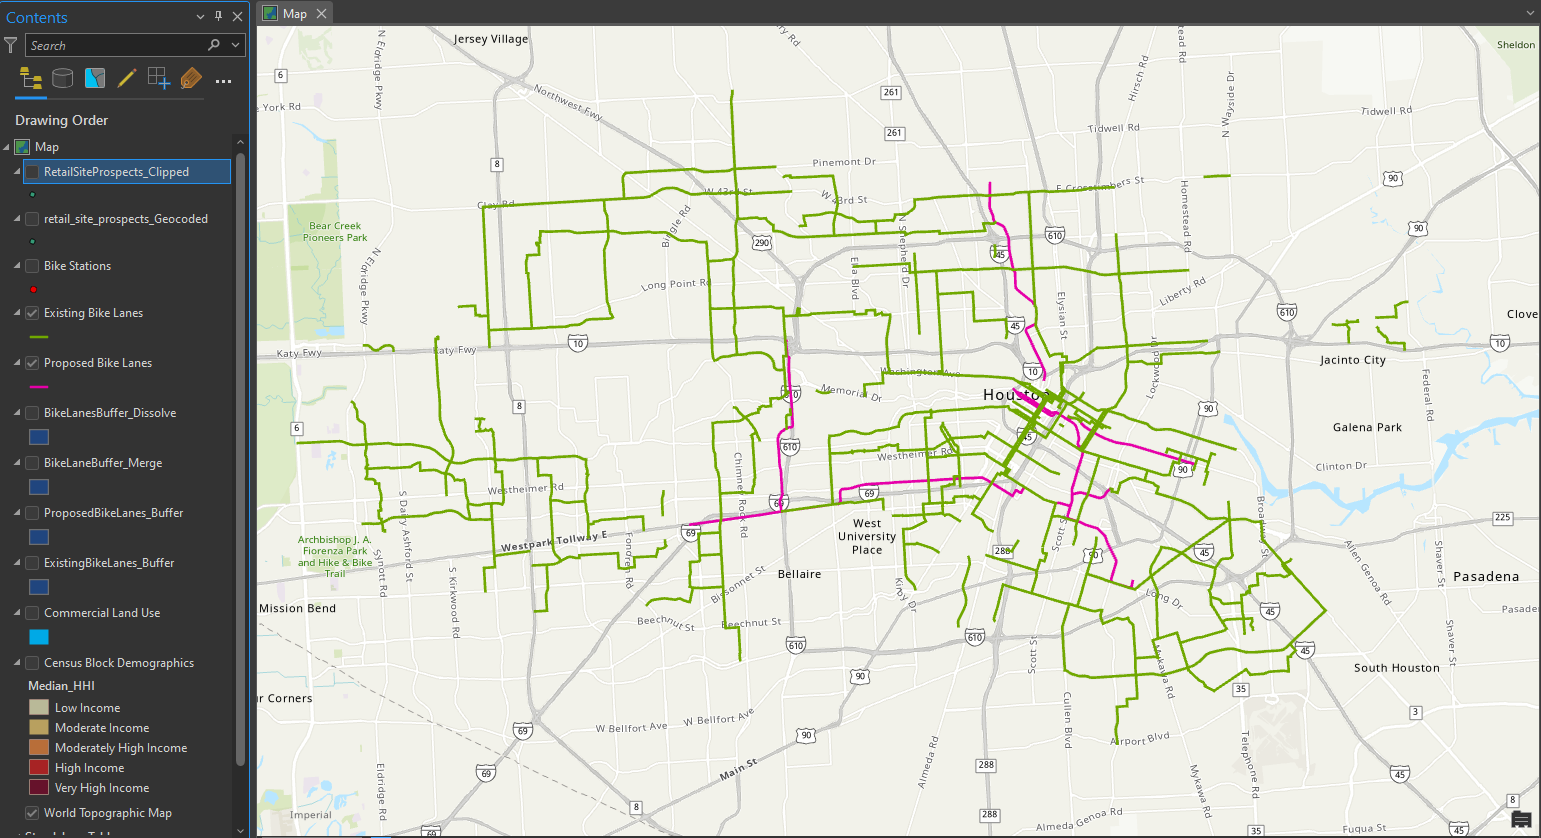 Contents
Map
Search
Drawing Order
Map
RetailSiteProspects_Clipped
retail_site_prospects_Geocoded
Bike Stations
Existing Bike Lanes
Proposed Bike Lanes
BikeLanesBuffer_Dissolve
BikeLaneBuffer_Merge
ProposedBikeLanes_Buffer
ExistingBikeLanes_Buffer
Commercial Land Use
Census Block Demographics
Median_HHI
Low Income
Moderate Income
Moderately High Income
High Income
Very High Income
World Topographic Map
Jersey Village
Sheldon
N Eldridge Pkwy
Hirsch Rd
N Wayside Dr
6
261
Northwest Fwy
York Rd
Tidwell Rd
Tidwell Rd
261
8
Pinemont Dr
90
W 43rd St
W 43rd St
E Crosstimbers St
Clay Rd
Homestead Rd
Bear Creek
Pioneers Park
Bingle Rd
N Shepherd Dr
290
610
90
45
N Eldridge Pkwy
Ella Blvd
Long Point Rd
Liberty Rd
Elysian St
610
45
Clove
Katy Fwy
Katy Fwy
10
10
Jacinto City
Lockwood Dr
Washington Ave
10
Federal Rd
Memorial Dr
610
Houston
8
90
6
45
Galena Park
610
Westheimer Rd
Chimney Rock Rd
Clinton Dr
90
Westheimer Rd
S Dairy Ashford St
69
69
Broadway St
225
West
University
Place
69
Westpark Tollway E
Archbishop J. A.
Fiorenza Park
and Hike & Bike
Trail
Fondren Rd
Scott St
288
90
45
Allen Genoa Rd
Shaver St
Synott Rd
Bellaire
Pasadena
S Kirkwood Rd
Bissonnet St
Kirby Dr
Long Dr
Mission Bend
45
Pasade
Beechnut St
Beechnut St
610
610
Scott St
Mykawa Rd
45
Shaver St
South Houston
90
ur Corners
35
Cullen Blvd
3
W Bellfort Ave
W Bellfort Ave
69
90
Airport Blvd
Almeda Rd
Telephone Rd
Main St
69
288
45
Eldridge Rd
Mykawa Rd
8
8
Imperial
288
Almeda Genoa Rd
69
35
Fuqua St
45